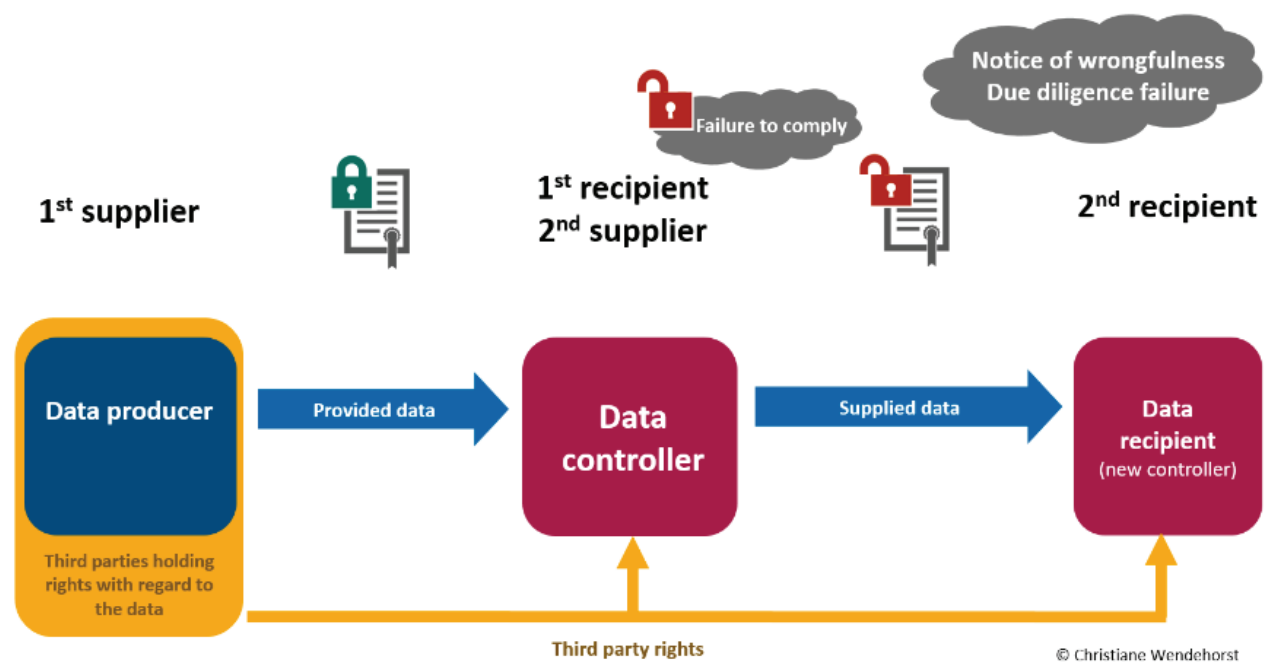 Notice of wrongfulness
Due diligence failure
Failure to comply
1st supplier
1st recipient
2nd supplier
2nd recipient
Data producer
Provided data
Data
controller
Supplied data
Data
recipient
(new controller)
Third parties holding
rights with regard to
the data
Third party rights
© Christiane Wendehorst